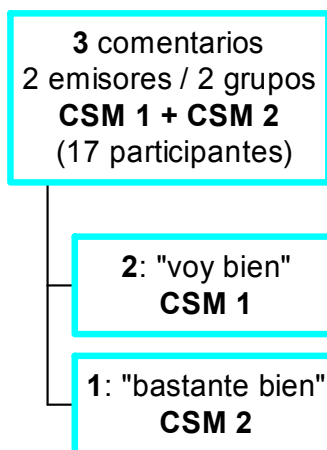 3 comentarios
2 emisores / 2 grupos
CSM 1 + CSM 2
(17 participantes)
2: "voy bien"
CSM 1
1: "bastante bien"
CSM 2